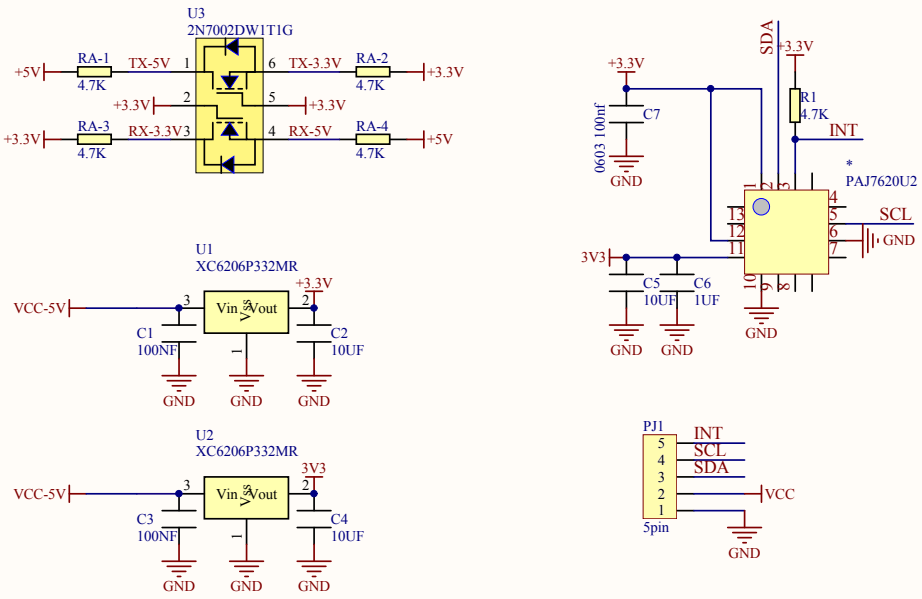 U3
2N7002DW1T1G
RA-1
TX-5V
1
6
TX-3.3V
RA-2
+5V
+3.3V
4.7K
4.7K
+3.3V
2
5
+3.3V
RA-3
RX-3.3V
3
4
RX-5V
RA-4
+3.3V
+5V
4.7K
4.7K
SDA
+3.3V
+3.3V
R1
4.7K
C7
0603 100nf
GND
INT
*
PAJ7620U2
1
2
3
4
13
5
SCL
12
6
GND
11
7
3V3
10
9
8
C5
10UF
C6
1UF
GND
GND
GND
U1
XC6206P332MR
+3.3V
VCC-5V
3
Vin
Vss
Vout
2
C1
100NF
1
C2
10UF
GND
GND
GND
U2
XC6206P332MR
3V3
VCC-5V
3
Vin
Vss
Vout
2
C3
100NF
1
C4
10UF
GND
GND
GND
PJ1
5
INT
4
SCL
3
SDA
2
VCC
1
5pin
GND